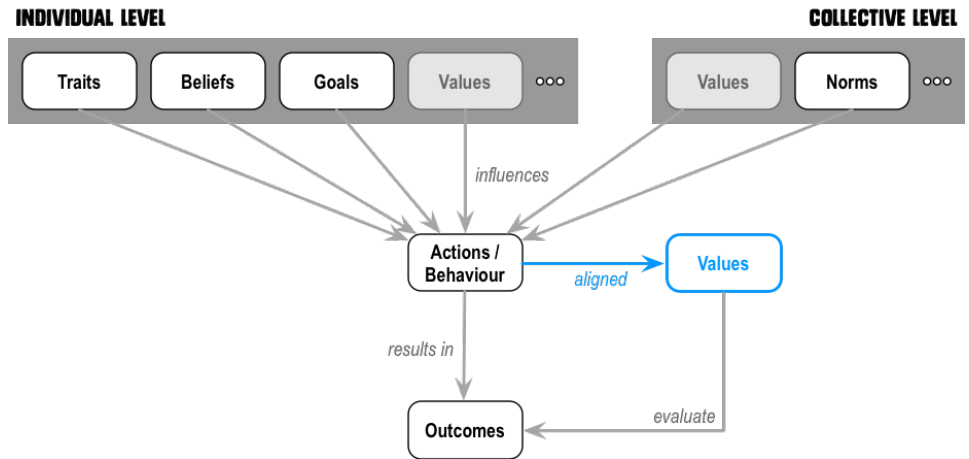 INDIVIDUAL LEVEL
COLLECTIVE LEVEL
Traits
Beliefs
Goals
Values
Values
Norms
influences
Actions /
Behaviour
aligned
Values
results in
Outcomes
evaluate